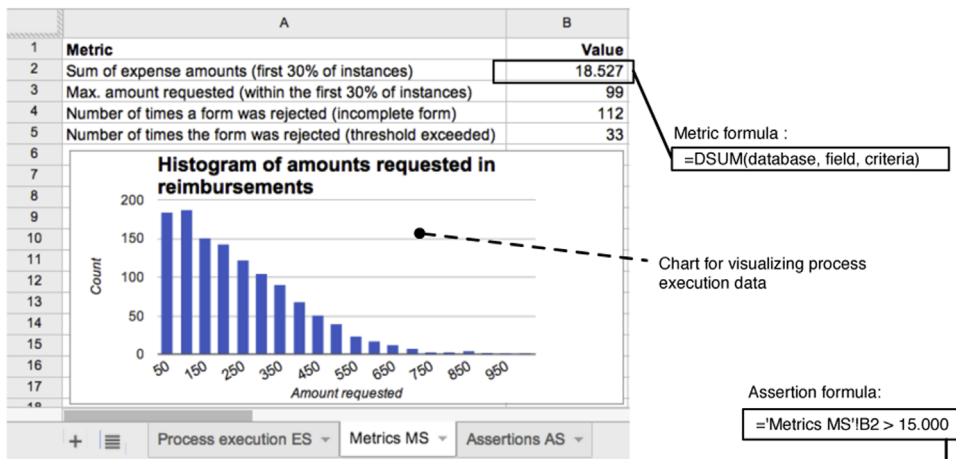 A B
1 Metric Value
2 Sum of expense amounts (first 30% of instances) 18.527
3 Max. amount requested (within the first 30% of instances) 99
4 Number of times a form was rejected (incomplete form) 112
5 Number of times the form was rejected (threshold exceeded) 33
6
7
8
9
10
11
12
13
14
15
16
17
18
Histogram of amounts requested in
reimbursements
200
150
100
50
0
Count
50 150 250 350 450 550 650 750 850 950
Amount requested
Metric formula :
=DSUM(database, field, criteria)
Chart for visualizing process
execution data
Assertion formula:
='Metrics MS'!B2 > 15.000
+ Process execution ES Metrics MS Assertions AS